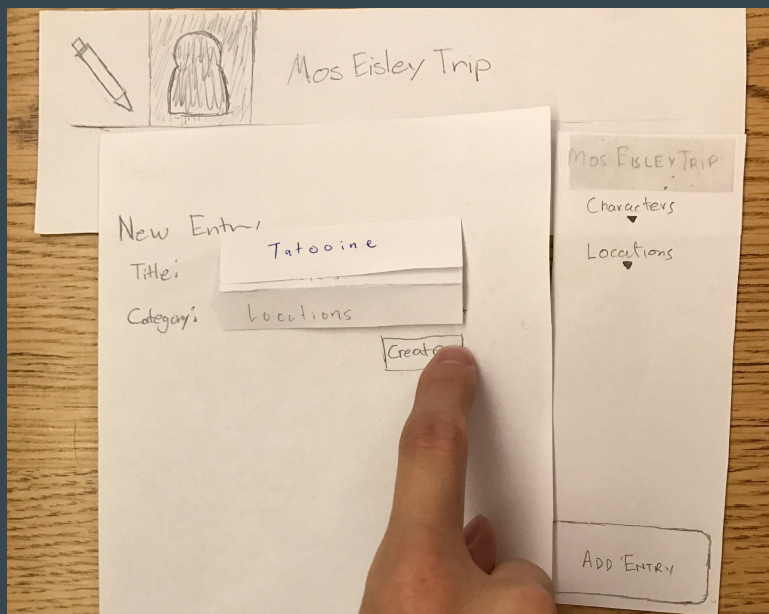 Mos Eisley Trip
New Entry
Title:
Tatooine
Category:
Locations
Create
MOS EISLEY TRIP
Characters
Locations
ADD ENTRY